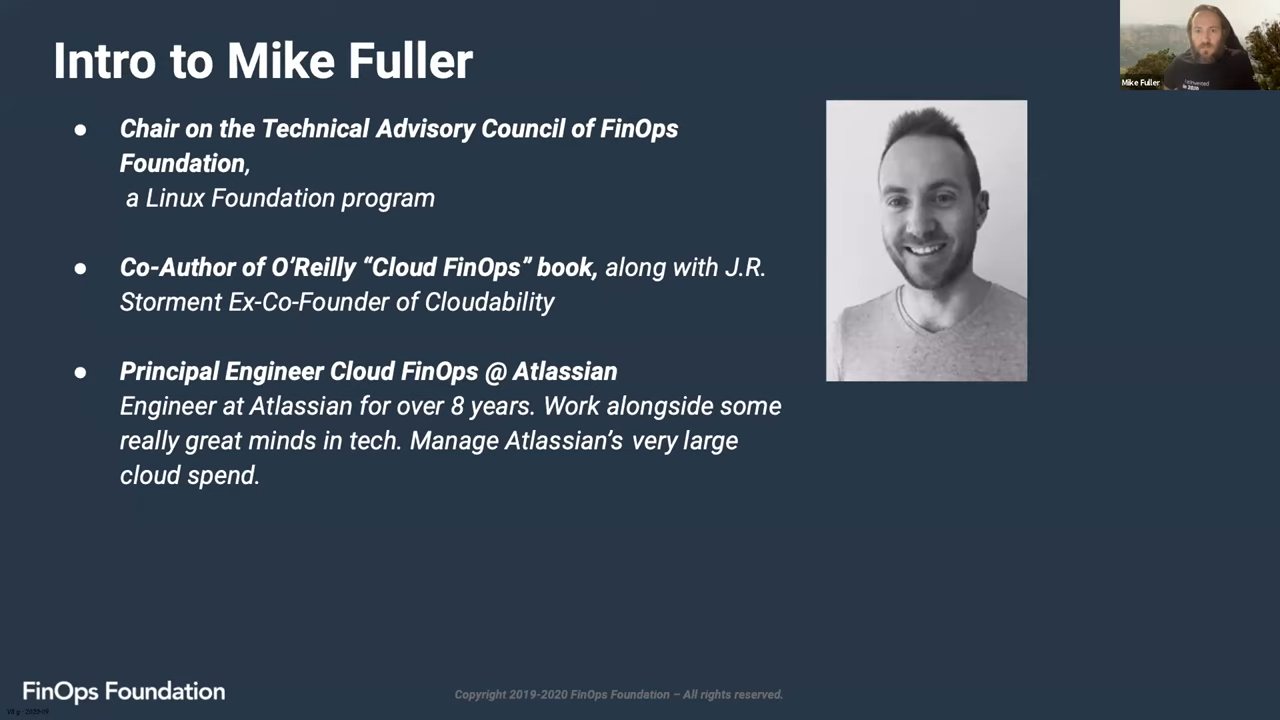 Intro to Mike Fuller
Mike Fuller
● Chair on the Technical Advisory Council of FinOps
Foundation,
a Linux Foundation program
● Co-Author of O’Reilly “Cloud FinOps” book, along with J.R.
Storment Ex-Co-Founder of Cloudability
● Principal Engineer Cloud FinOps @ Atlassian
Engineer at Atlassian for over 8 years. Work alongside some
really great minds in tech. Manage Atlassian’s very large
cloud spend.
FinOps Foundation
Copyright 2019-2020 FinOps Foundation – All rights reserved.